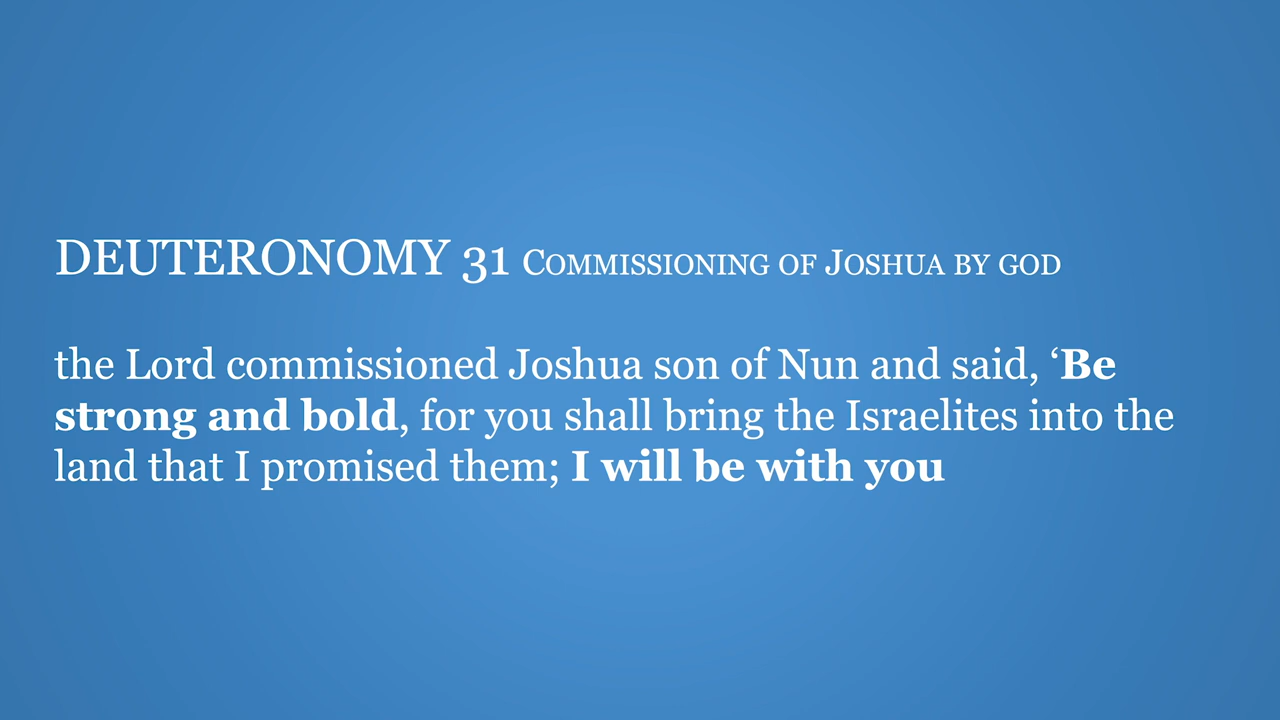 DEUTERONOMY 31 COMMISSIONING OF JOSHUA BY GOD
the Lord commissioned Joshua son of Nun and said, ‘Be
strong and bold, for you shall bring the Israelites into the
land that I promised them; I will be with you